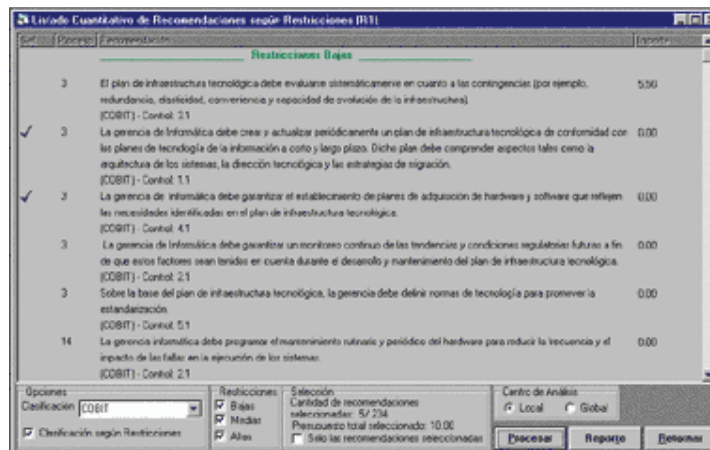 Listado Cuantitativo de Recomendaciones según Restricciones (R1)
Sel. Proceso Recomendación Importe
Restricciones Bajas
3 El plan de infraestructura tecnológica debe evaluarse sistemáticamente en cuanto a las contingencias (por ejemplo, 5.50
redundancia, elasticidad, conveniencia y capacidad de evolución de la infraestructura).
(COBIT) - Control: 3.1
3 La gerencia de Informática debe crear y actualizar periódicamente un plan de infraestructura tecnológica de conformidad con 0.00
los planes de tecnología de la información a corto y largo plazo. Dicho plan debe comprender aspectos tales como la
arquitectura de los sistemas, la dirección tecnológica y las estrategias de migración.
(COBIT) - Control: 1.1
3 La gerencia de Informática debe garantizar el establecimiento de planes de adquisición de hardware y software que reflejen 0.00
las necesidades identificadas en el plan de infraestructura tecnológica.
(COBIT) - Control: 4.1
3 La gerencia de Informática debe garantizar un monitoreo continuo de las tendencias y condiciones regulatorias futuras a fin 0.00
de que estos factores sean tenidos en cuenta durante el desarrollo y mantenimiento del plan de infraestructura tecnológica.
(COBIT) - Control: 2.1
3 Sobre la base del plan de infraestructura tecnológica, la gerencia debe definir normas de tecnología para promover la 0.00
estandarización.
(COBIT) - Control: 5.1
14 La gerencia informática debe programar el mantenimiento rutinario y periódico del hardware para reducir la frecuencia y el 0.00
impacto de las fallas en la ejecución de los sistemas.
(COBIT) - Control: 2.1
Opciones
Clasificación COBIT
Clasificación según Restricciones
Restricciones
Bajas
Medias
Altas
Selección
Cantidad de recomendaciones
seleccionadas: 5/ 234
Presupuesto total seleccionado: 10.00
Sólo las recomendaciones seleccionadas
Centro de Análisis
Local Global
Procesar Reporte Retornar